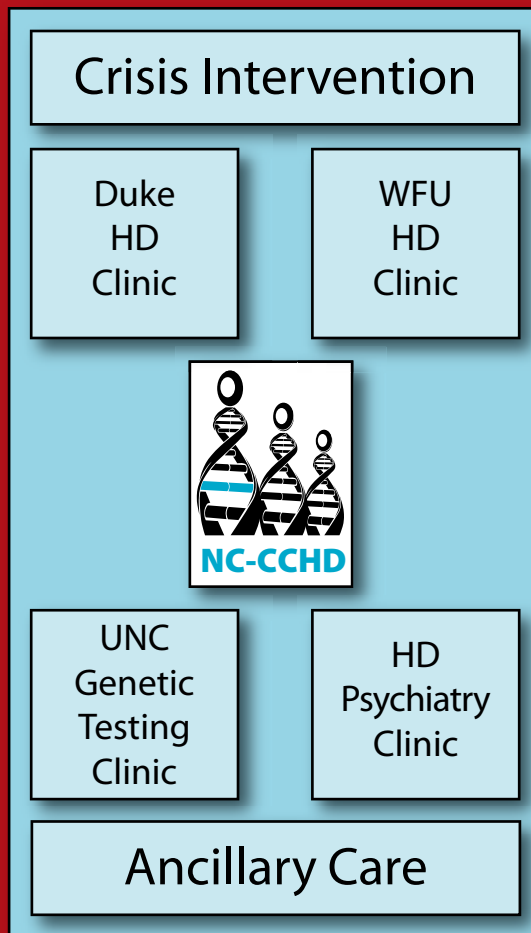 Crisis Intervention
Duke
HD
Clinic
WFU
HD
Clinic
NC-CCHD
UNC
Genetic
Testing
Clinic
HD
Psychiatry
Clinic
Ancillary Care